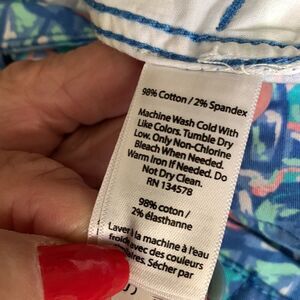 98% Cotton / 2% Spandex
Machine Wash Cold With
Like Colors. Tumble Dry
Low. Only Non-Chlorine
Bleach When Needed.
Warm Iron If Needed. Do
Not Dry Clean.
RN 134578
98% coton /
2% élasthanne
Laver à la machine à l'eau
froide avec des couleurs
Sécher par